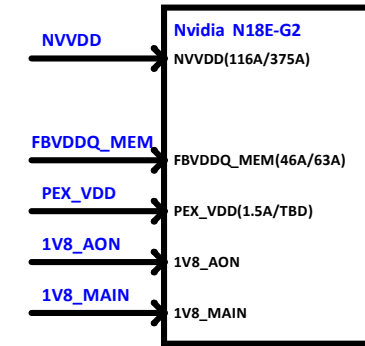 NVVDD
Nvidia N18E-G2
NVVDD(116A/375A)
FBVDDQ_MEM
FBVDDQ_MEM(46A/63A)
PEX_VDD
PEX_VDD(1.5A/TBD)
1V8_AON
1V8_AON
1V8_MAIN
1V8_MAIN